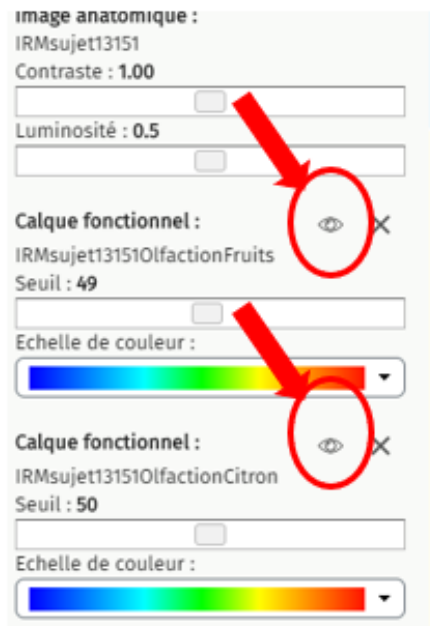 Image anatomique :
IRMsujet13151
Contraste : 1.00
Luminosité : 0.5
Calque fonctionnel :
IRMsujet13151OlfactionFruits
Seuil : 49
Echelle de couleur :
Calque fonctionnel :
IRMsujet13151OlfactionCitron
Seuil : 50
Echelle de couleur :